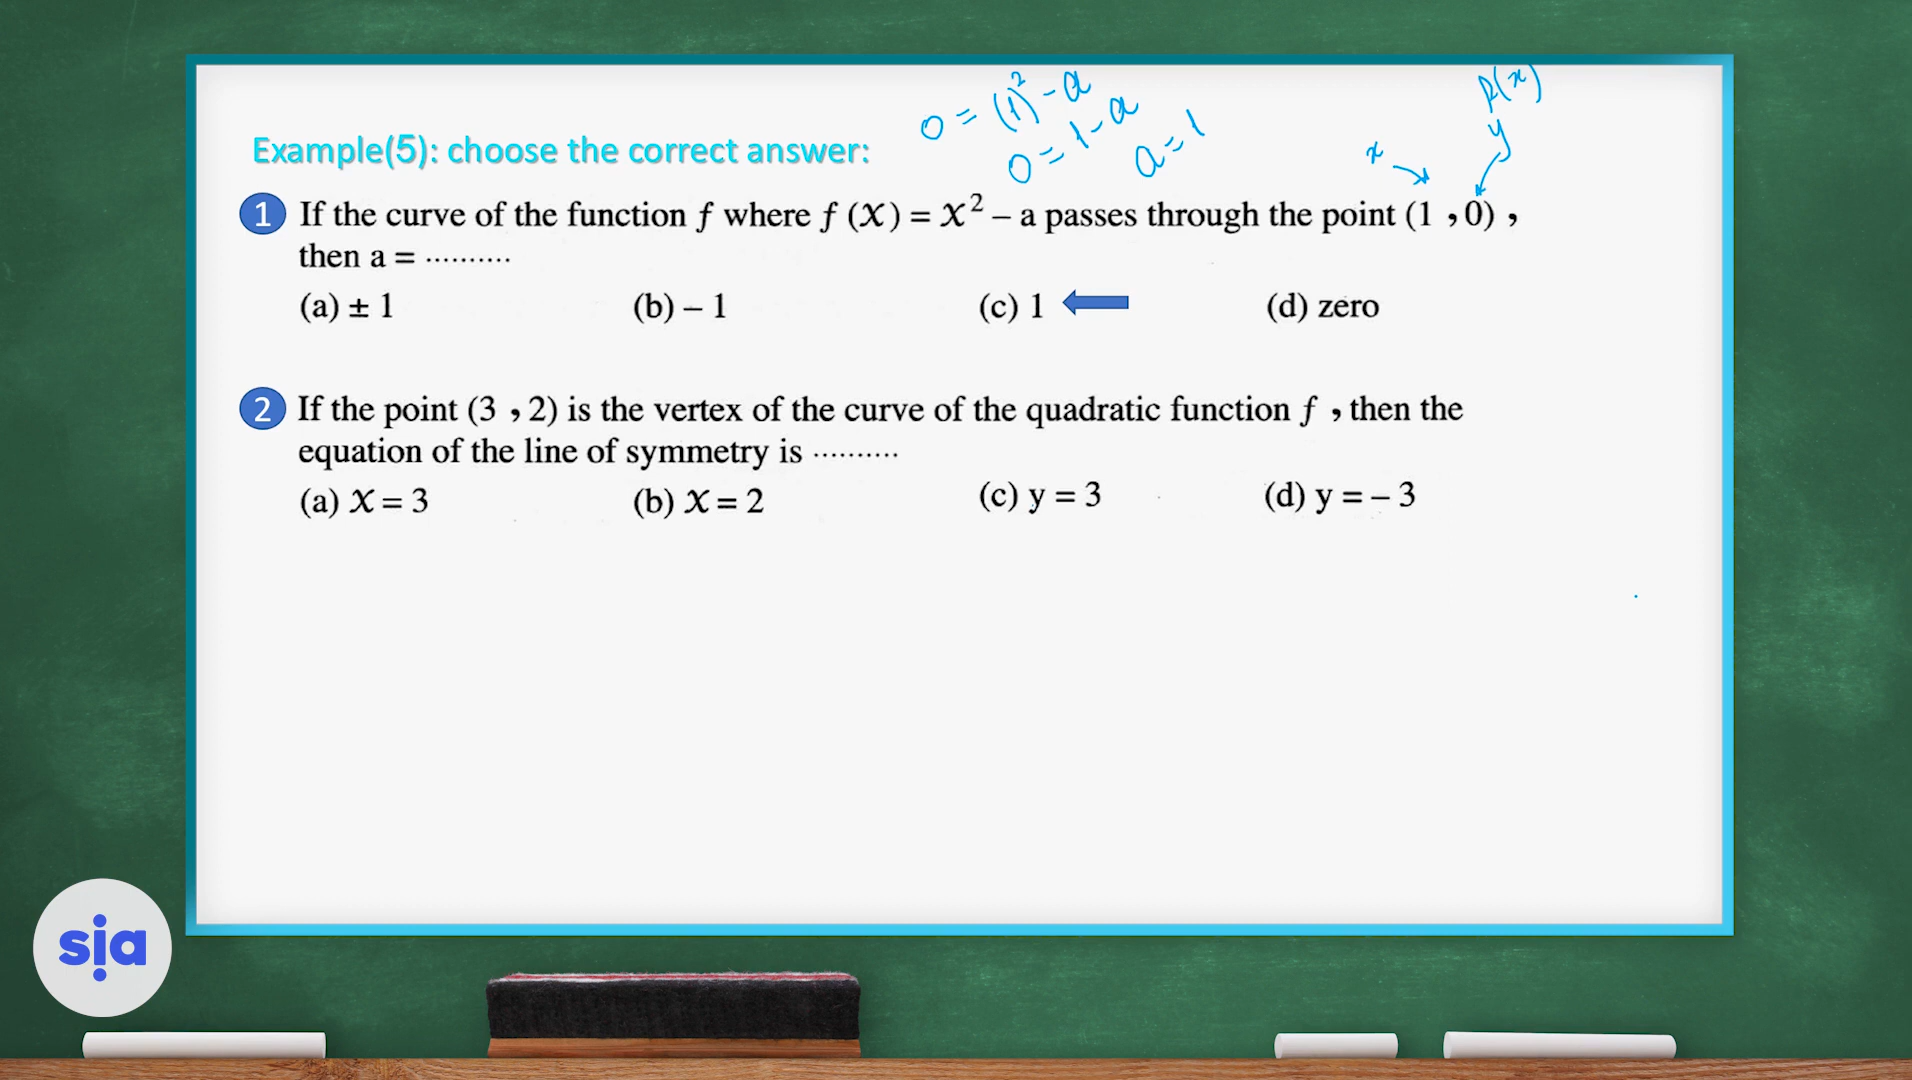 0 = (1)² - a
0 = 1 - a
a = 1
f(x)
y
x
Example(5): choose the correct answer:
1 If the curve of the function f where f (X) = X² – a passes through the point (1 , 0) ,
then a = ··········
(a) ± 1 (b) – 1 (c) 1 (d) zero
2 If the point (3 , 2) is the vertex of the curve of the quadratic function f , then the
equation of the line of symmetry is ··········
(a) X = 3 (b) X = 2 (c) y = 3 (d) y = – 3
sia